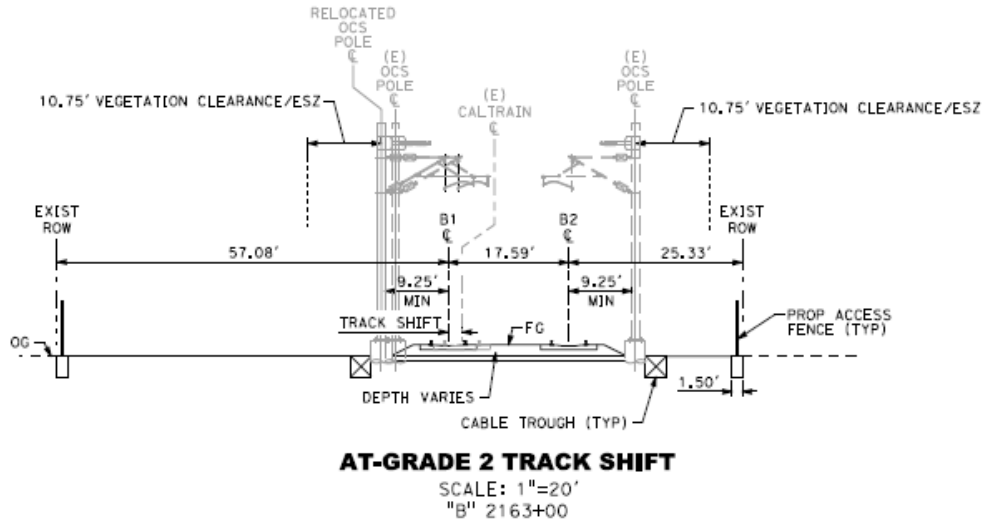 RELOCATED
OCS
POLE
℄
(E)
OCS
POLE
℄
(E)
CALTRAIN
℄
(E)
OCS
POLE
℄
10.75' VEGETATION CLEARANCE/ESZ
10.75' VEGETATION CLEARANCE/ESZ
EXIST
ROW
B1
℄
B2
℄
EXIST
ROW
57.08'
17.59'
25.33'
9.25'
MIN
9.25'
MIN
TRACK SHIFT
FG
PROP ACCESS
FENCE (TYP)
OG
DEPTH VARIES
1.50'
CABLE TROUGH (TYP)
AT-GRADE 2 TRACK SHIFT
SCALE: 1"=20'
"B" 2163+00